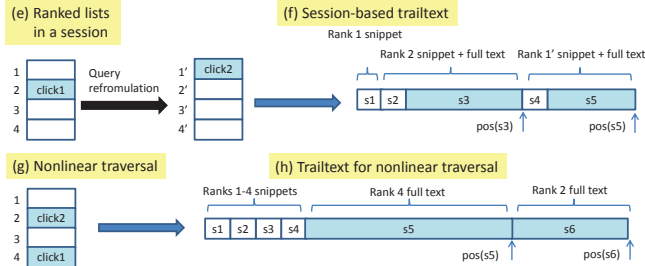 (e) Ranked lists
in a session
1
2
3
4
click1
Query
refromulation
1'
2'
3'
4'
click2
(f) Session-based trailtext
Rank 1 snippet
Rank 2 snippet + full text
Rank 1' snippet + full text
s1
s2
s3
s4
s5
pos(s3)
pos(s5)
(g) Nonlinear traversal
1
2
3
4
click2
click1
(h) Trailtext for nonlinear traversal
Ranks 1-4 snippets
Rank 4 full text
Rank 2 full text
s1
s2
s3
s4
s5
s6
pos(s5)
pos(s6)